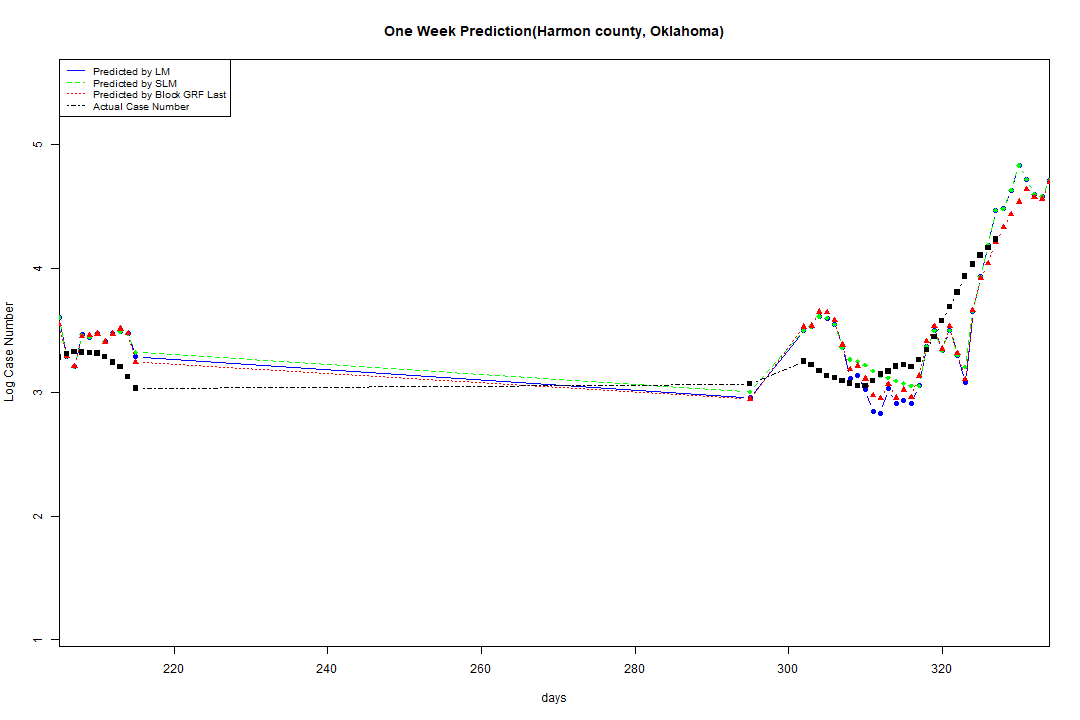 One Week Prediction(Harmon county, Oklahoma)
Predicted by LM
Predicted by SLM
Predicted by Block GRF Last
Actual Case Number
Log Case Number
5
4
3
2
1
220 240 260 280 300 320
days